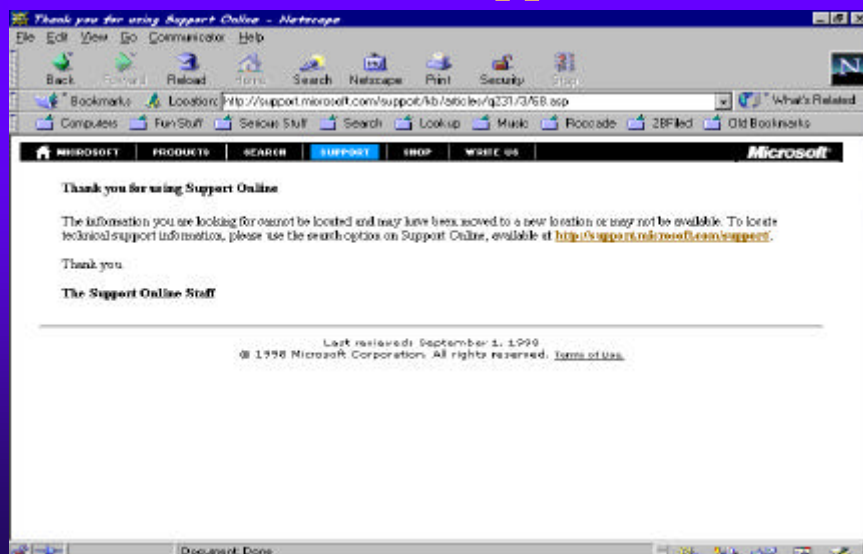 Thank you for using Support Online - Netscape
File Edit View Go Communicator Help
Back Forward Reload Home Search Netscape Print Security Stop
Bookmarks Location: http://support.microsoft.com/support/kb/articles/q231/3/68.asp What's Related
Computers Fun Stuff Serious Stuff Search Lookup Music Roccade 2BFiled Old Bookmarks
MICROSOFT PRODUCTS SEARCH SUPPORT SHOP WRITE US Microsoft
Thank you for using Support Online
The information you are looking for cannot be located and may have been moved to a new location or may not be available. To locate
technical support information, please use the search option on Support Online, available at http://support.microsoft.com/support/.
Thank you.
The Support Online Staff
Last reviewed: September 1, 1998
© 1998 Microsoft Corporation. All rights reserved. Terms of Use.
Document: Done